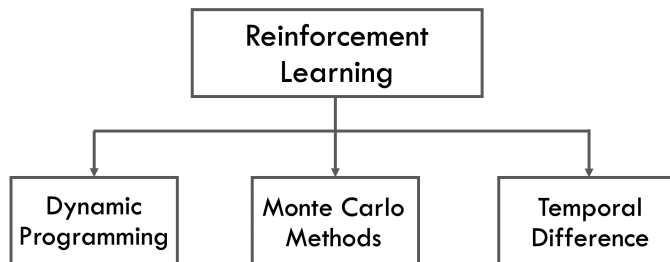 Reinforcement
Learning
Dynamic
Programming
Monte Carlo
Methods
Temporal
Difference